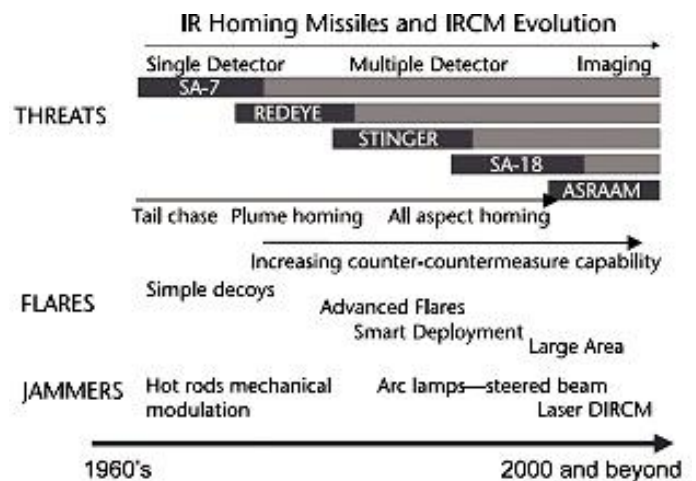 IR Homing Missiles and IRCM Evolution
Single Detector Multiple Detector Imaging
SA-7
THREATS
REDEYE
STINGER
SA-18
ASRAAM
Tail chase Plume homing All aspect homing
Increasing counter-countermeasure capability
FLARES
Simple decoys
Advanced Flares
Smart Deployment
Large Area
JAMMERS
Hot rods mechanical
modulation
Arc lamps—steered beam
Laser DIRCM
1960's 2000 and beyond